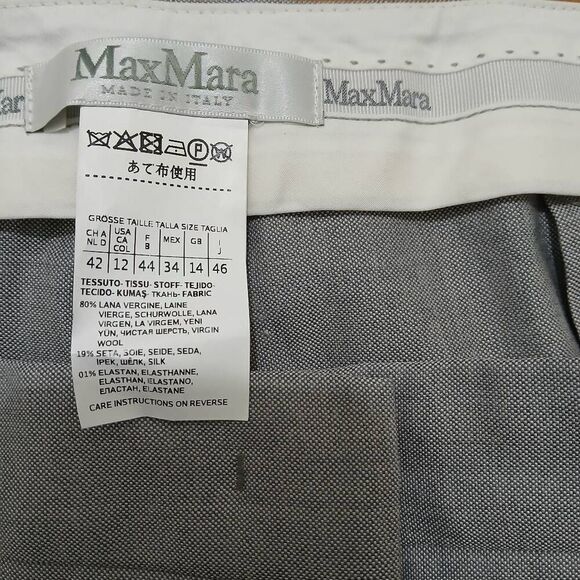 MaxMara
MADE IN ITALY
MaxMara
あて布使用
GRÖSSE TAILLE TALLA SIZE TAGLIA
CH A NL D USA CA COL F B MEX GB I J
42 12 44 34 14 46
TESSUTO- TISSU- STOFF- TEJIDO-
TECIDO- KUMAŞ- ТКАНЬ- FABRIC
80% LANA VERGINE, LAINE
VIERGE, SCHURWOLLE, LANA
VIRGEN, LA VIRGEM, YENI
YÜN, ЧИСТАЯ ШЕРСТЬ, VIRGIN
WOOL
19% SETA, SOIE, SEIDE, SEDA,
İPEK, ШЁЛК, SILK
01% ELASTAN, ELASTHANNE,
ELASTHAN, ELASTANO,
ЕЛАСТАН, ELASTANE
CARE INSTRUCTIONS ON REVERSE